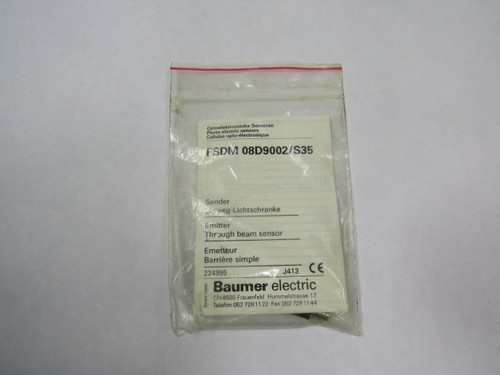 Optoelektronische Sensoren
Photo electric sensors
Cellules opto-électronique
FSDM 08D9002/S35
Sender
Einweg-Lichtschranke
Emitter
Through beam sensor
Emetteur
Barrière simple
224995 J413 CE
Baumer electric
CH-8500 Frauenfeld Hummelstrasse 17
Telefon 052 728 11 22 Fax 052 728 11 44